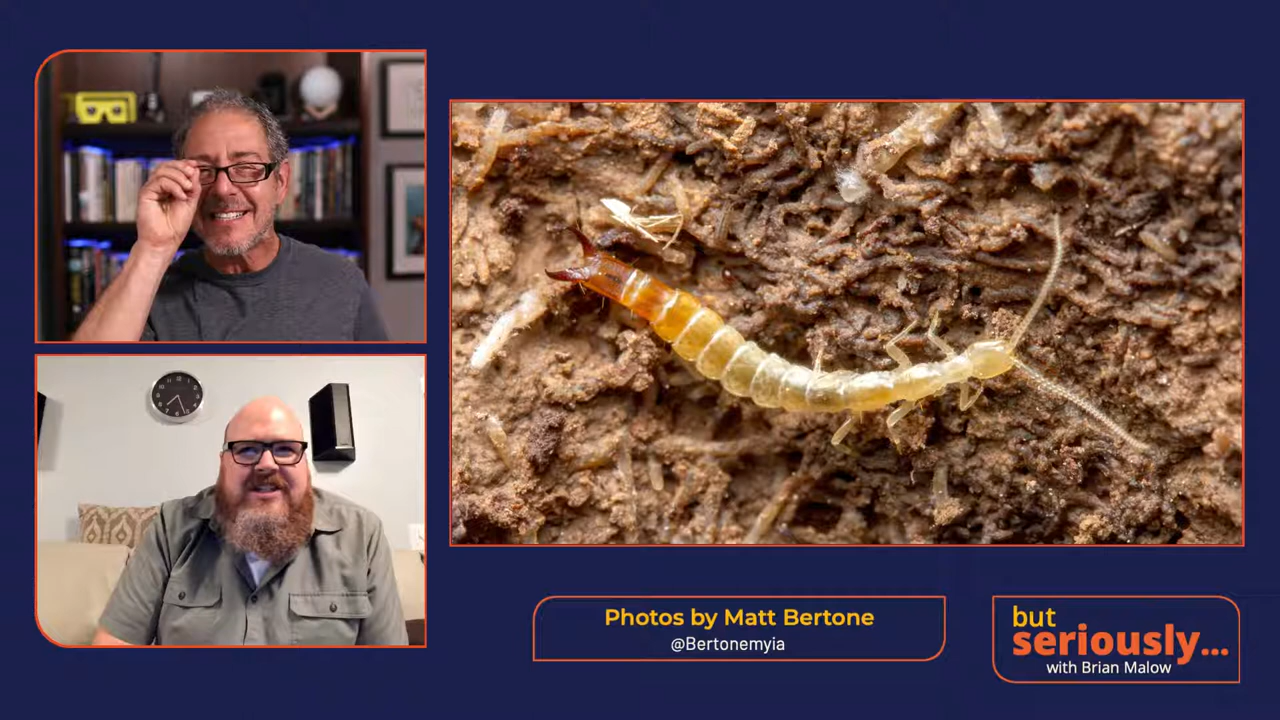 Photos by Matt Bertone
@Bertonemyia
but
seriously...
with Brian Malow